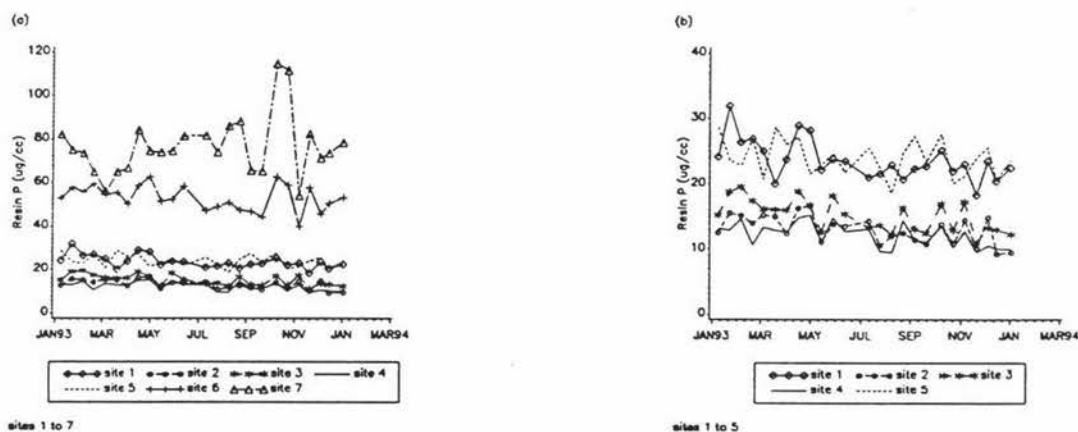 (a)
120
100
80
60
40
20
0
Resin P (ug/cc)
JAN93 MAR MAY JUL SEP NOV JAN MAR94
site 1 site 2 site 3 site 4
site 5 site 6 site 7
sites 1 to 7
(b)
40
30
20
10
0
Resin P (ug/cc)
JAN93 MAR MAY JUL SEP NOV JAN MAR94
site 1 site 2 site 3
site 4 site 5
sites 1 to 5